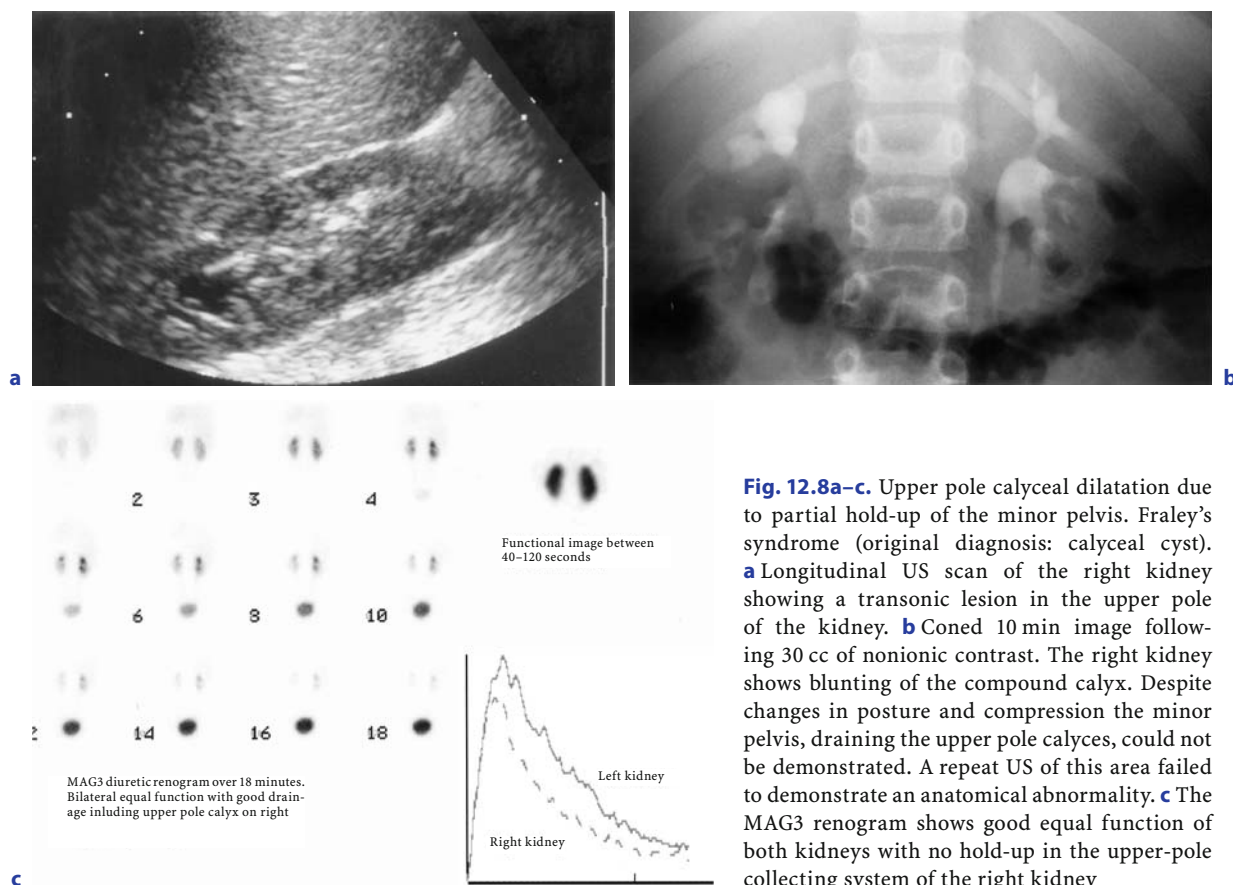 a
b
2 3 4
6 8 10
2 14 16 18
Functional image between
40–120 seconds
MAG3 diuretic renogram over 18 minutes.
Bilateral equal function with good drain-
age inluding upper pole calyx on right
Left kidney
Right kidney
c
Fig. 12.8a–c. Upper pole calyceal dilatation due
to partial hold-up of the minor pelvis. Fraley's
syndrome (original diagnosis: calyceal cyst).
a Longitudinal US scan of the right kidney
showing a transonic lesion in the upper pole
of the kidney. b Coned 10 min image follow-
ing 30 cc of nonionic contrast. The right kidney
shows blunting of the compound calyx. Despite
changes in posture and compression the minor
pelvis, draining the upper pole calyces, could not
be demonstrated. A repeat US of this area failed
to demonstrate an anatomical abnormality. c The
MAG3 renogram shows good equal function of
both kidneys with no hold-up in the upper-pole
collecting system of the right kidney